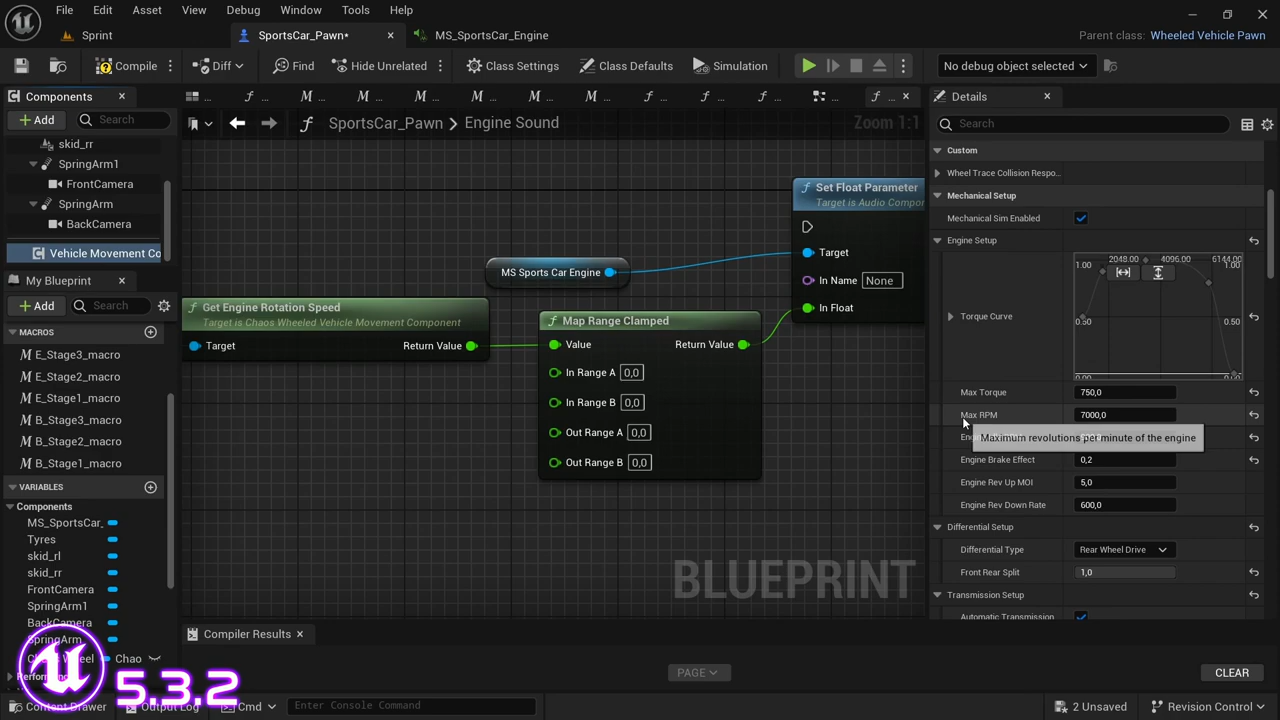 File Edit Asset View Debug Window Tools Help
Sprint SportsCar_Pawn* MS_SportsCar_Engine Parent class: Wheeled Vehicle Pawn
Compile Diff Find Hide Unrelated Class Settings Class Defaults Simulation No debug object selected
Components
Add Search
skid_rr
SpringArm1
FrontCamera
SpringArm
BackCamera
Vehicle Movement Co
My Blueprint
Add Search
MACROS
E_Stage3_macro
E_Stage2_macro
E_Stage1_macro
B_Stage3_macro
B_Stage2_macro
B_Stage1_macro
VARIABLES
Components
MS_SportsCar_
Tyres
skid_rl
skid_rr
FrontCamera
SpringArm1
BackCamera
SpringArm
Chao
5.3.2
... f ... M ... M ... M ... M ... M ... M ... f ... f ... f ... ... f ...
f SportsCar_Pawn > Engine Sound Zoom 1:1
f Set Float Parameter
Target is Audio Compo
Target
In Name None
In Float
MS Sports Car Engine
Get Engine Rotation Speed
Target is Chaos Wheeled Vehicle Movement Component
Target Return Value
f Map Range Clamped
Value Return Value
In Range A 0,0
In Range B 0,0
Out Range A 0,0
Out Range B 0,0
BLUEPRINT
Compiler Results
PAGE CLEAR
Details
Search
Custom
Wheel Trace Collision Respo...
Mechanical Setup
Mechanical Sim Enabled
Engine Setup
Torque Curve
1.00 2048.00 4096.00 6144.00 1.00
0.50 0.50
0.00 0.00
Max Torque 750,0
Max RPM 7000,0
Maximum revolutions per minute of the engine
Engine Brake Effect 0,2
Engine Rev Up MOI 5,0
Engine Rev Down Rate 600,0
Differential Setup
Differential Type Rear Wheel Drive
Front Rear Split 1,0
Transmission Setup
Automatic Transmission
Content Drawer Output Log Cmd Enter Console Command 2 Unsaved Revision Control